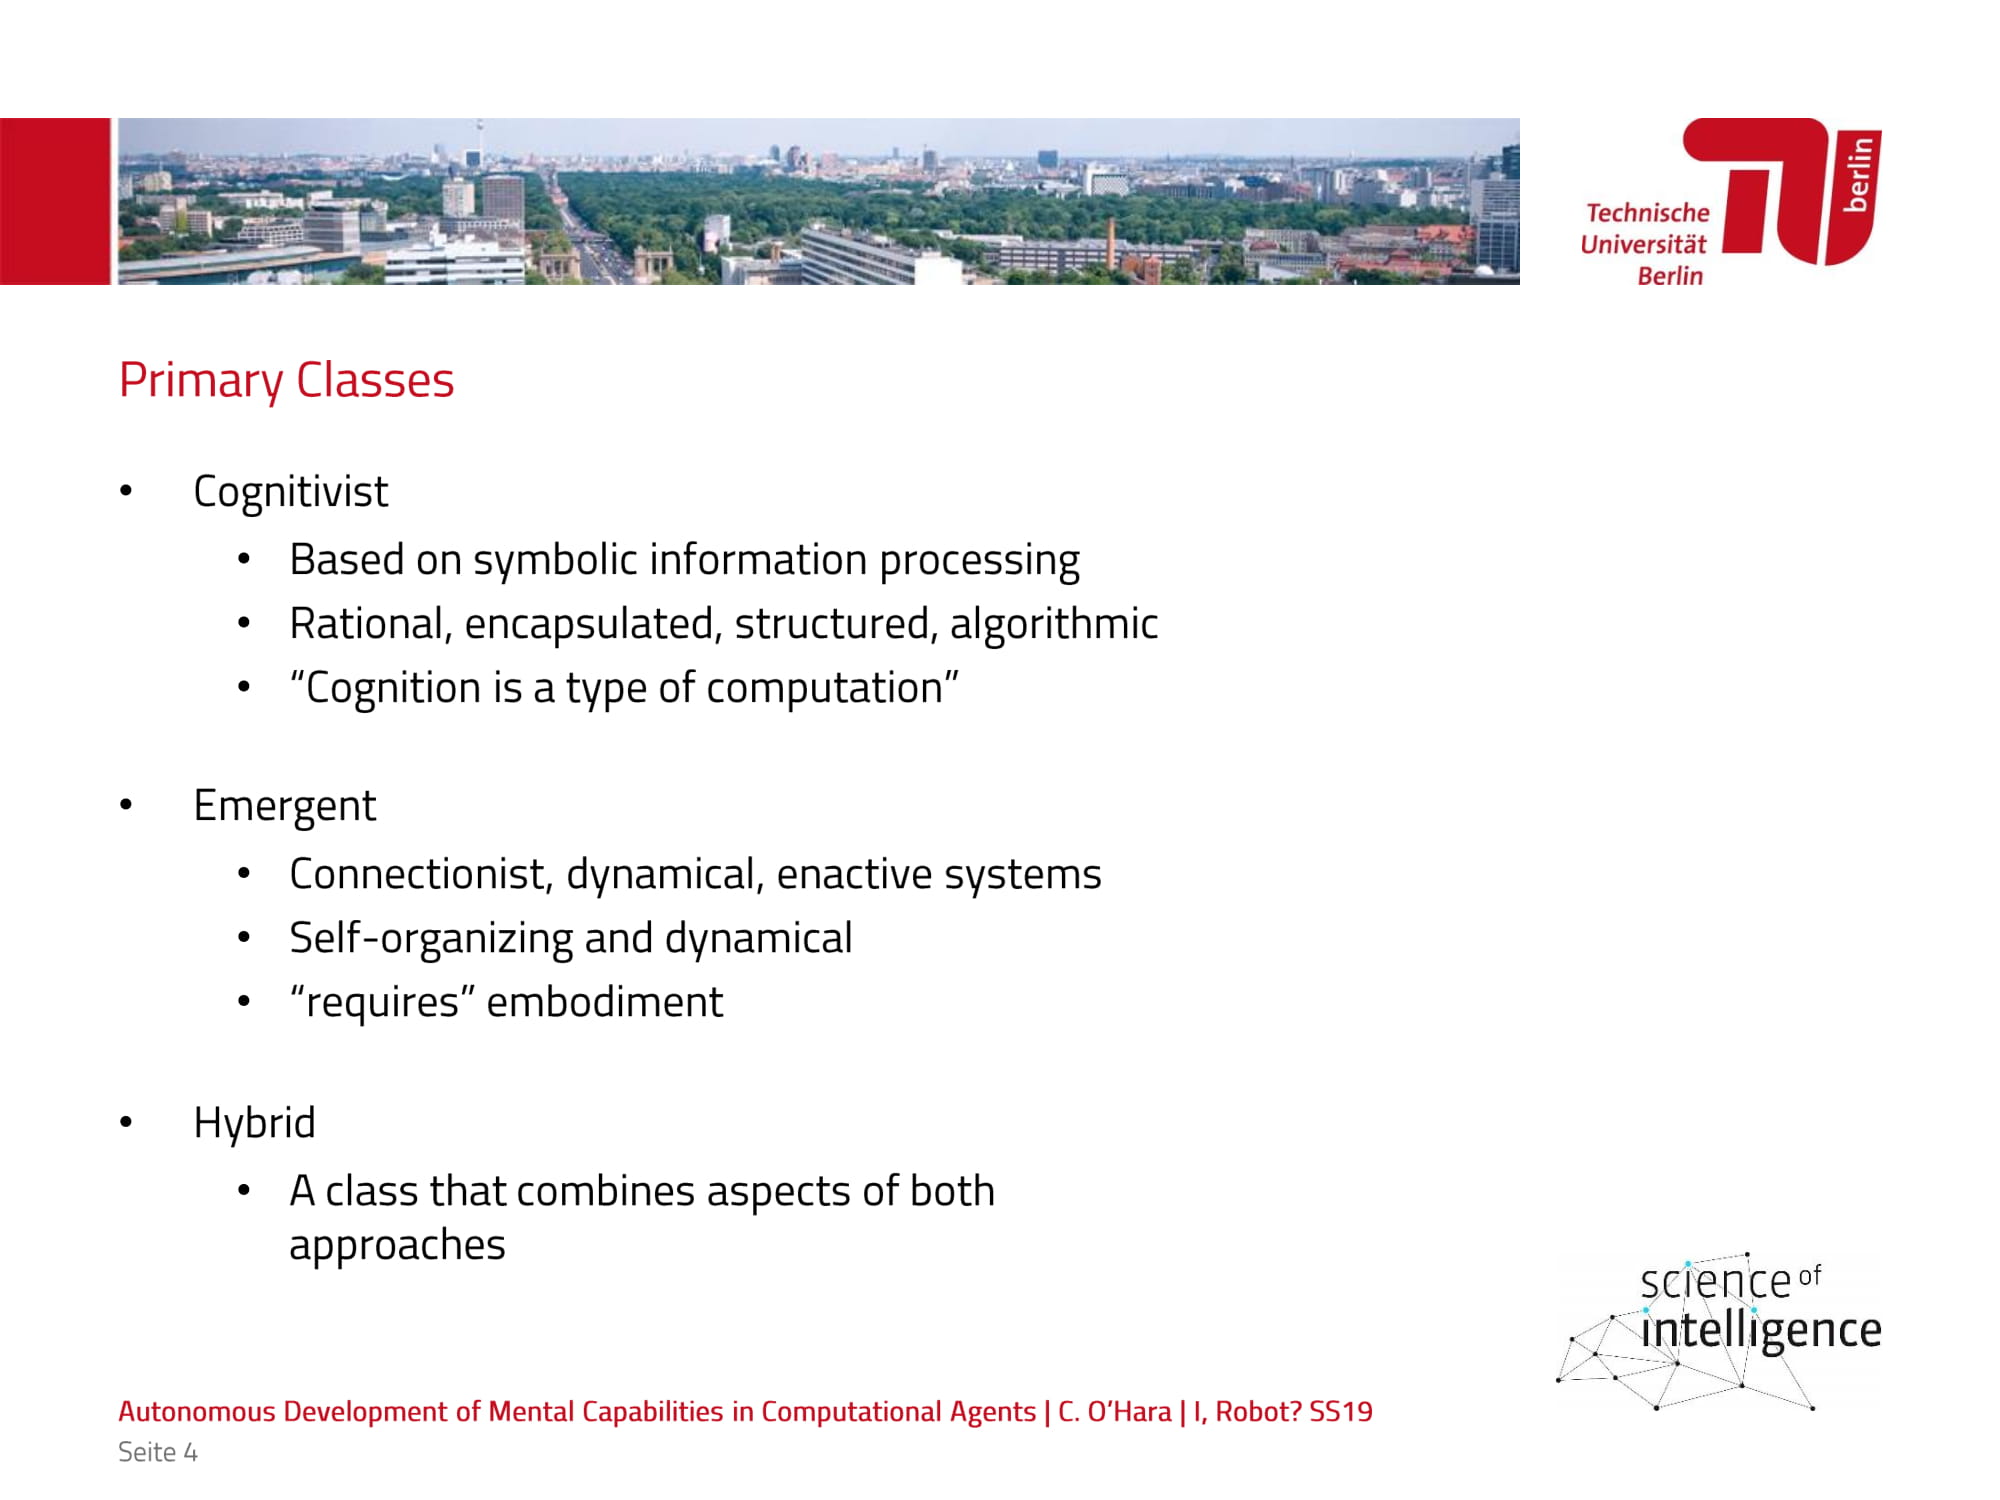 Technische
Universität
Berlin
berlin
Primary Classes
• Cognitivist
• Based on symbolic information processing
• Rational, encapsulated, structured, algorithmic
• “Cognition is a type of computation”
• Emergent
• Connectionist, dynamical, enactive systems
• Self-organizing and dynamical
• “requires” embodiment
• Hybrid
• A class that combines aspects of both
approaches
science of
intelligence
Autonomous Development of Mental Capabilities in Computational Agents | C. O’Hara | I, Robot? SS19
Seite 4